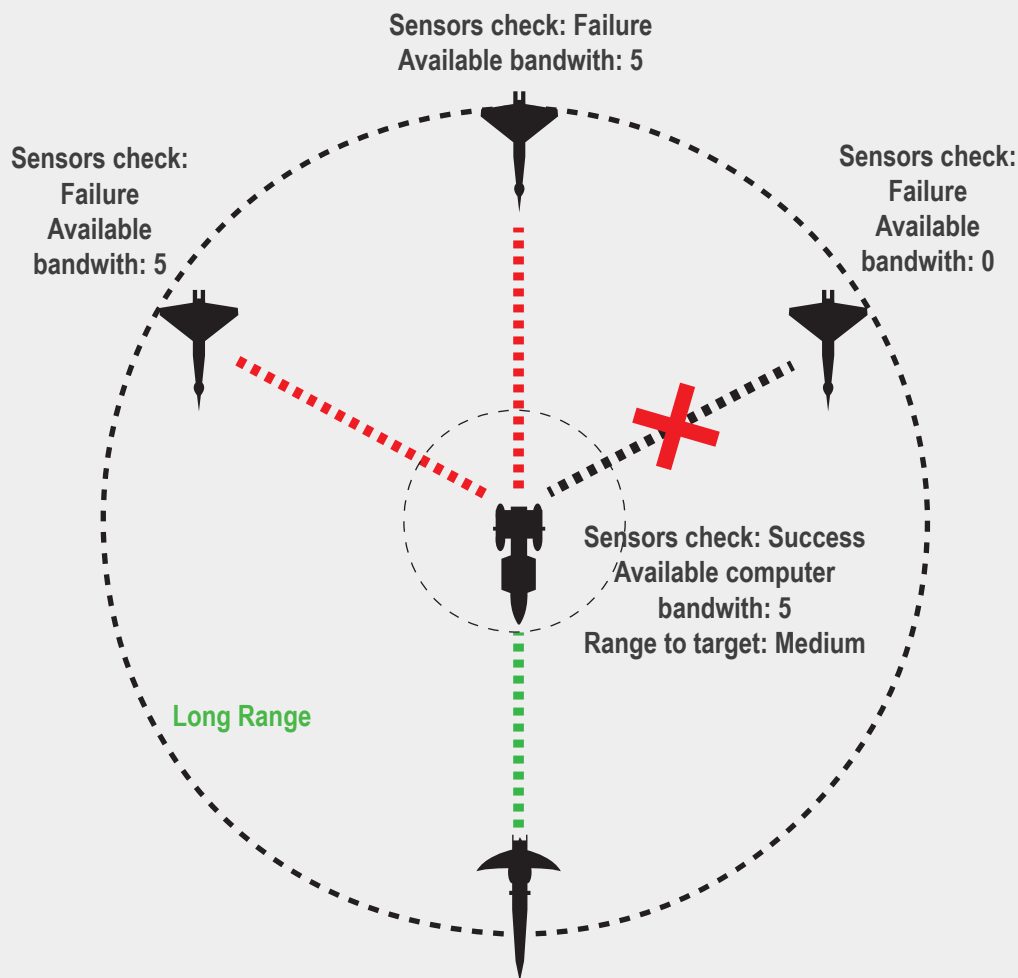 Sensors check: Failure
Available bandwith: 5
Sensors check:
Failure
Available
bandwith: 5
Sensors check:
Failure
Available
bandwith: 0
Sensors check: Success
Available computer
bandwith: 5
Range to target: Medium
Long Range